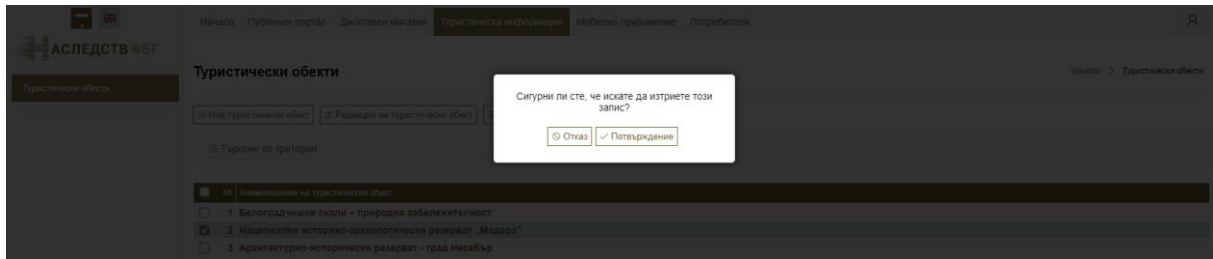 Начало Публичен портал Дигитален магазин Туристическа информация Мобилно приложение Потребители
АСЛЕДСТВ БГ
Туристически обекти
Туристически обекти
Начало > Туристически обекти
Сигурни ли сте, че искате да изтриете този
запис?
Отказ Потвърждение
Нов туристически обект Редакция на туристически обект
Търсене по критерии
№ Наименование на туристическия обект
1 Белоградчишки скали – природна забележителност
2 Национален историко-археологически резерват „Мадара“
3 Архитектурно-исторически резерват - град Несебър